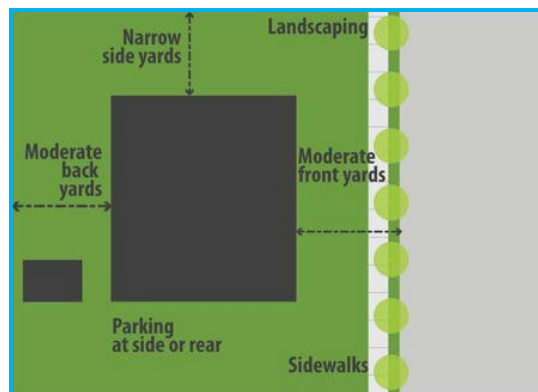 Landscaping
Narrow
side yards
Moderate
back
yards
Moderate
front yards
Parking
at side or rear
Sidewalks